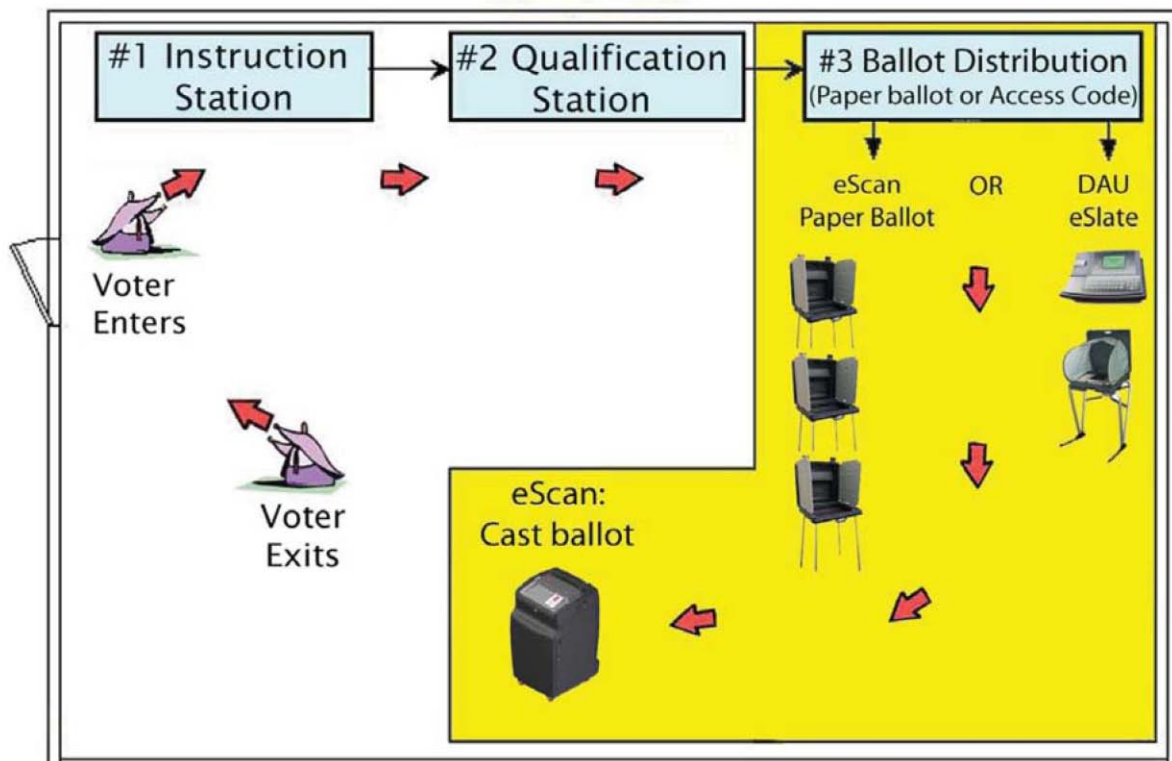 #1 Instruction
Station
#2 Qualification
Station
#3 Ballot Distribution
(Paper ballot or Access Code)
eScan
Paper Ballot
OR
DAU
eSlate
Voter
Enters
Voter
Exits
eScan:
Cast ballot